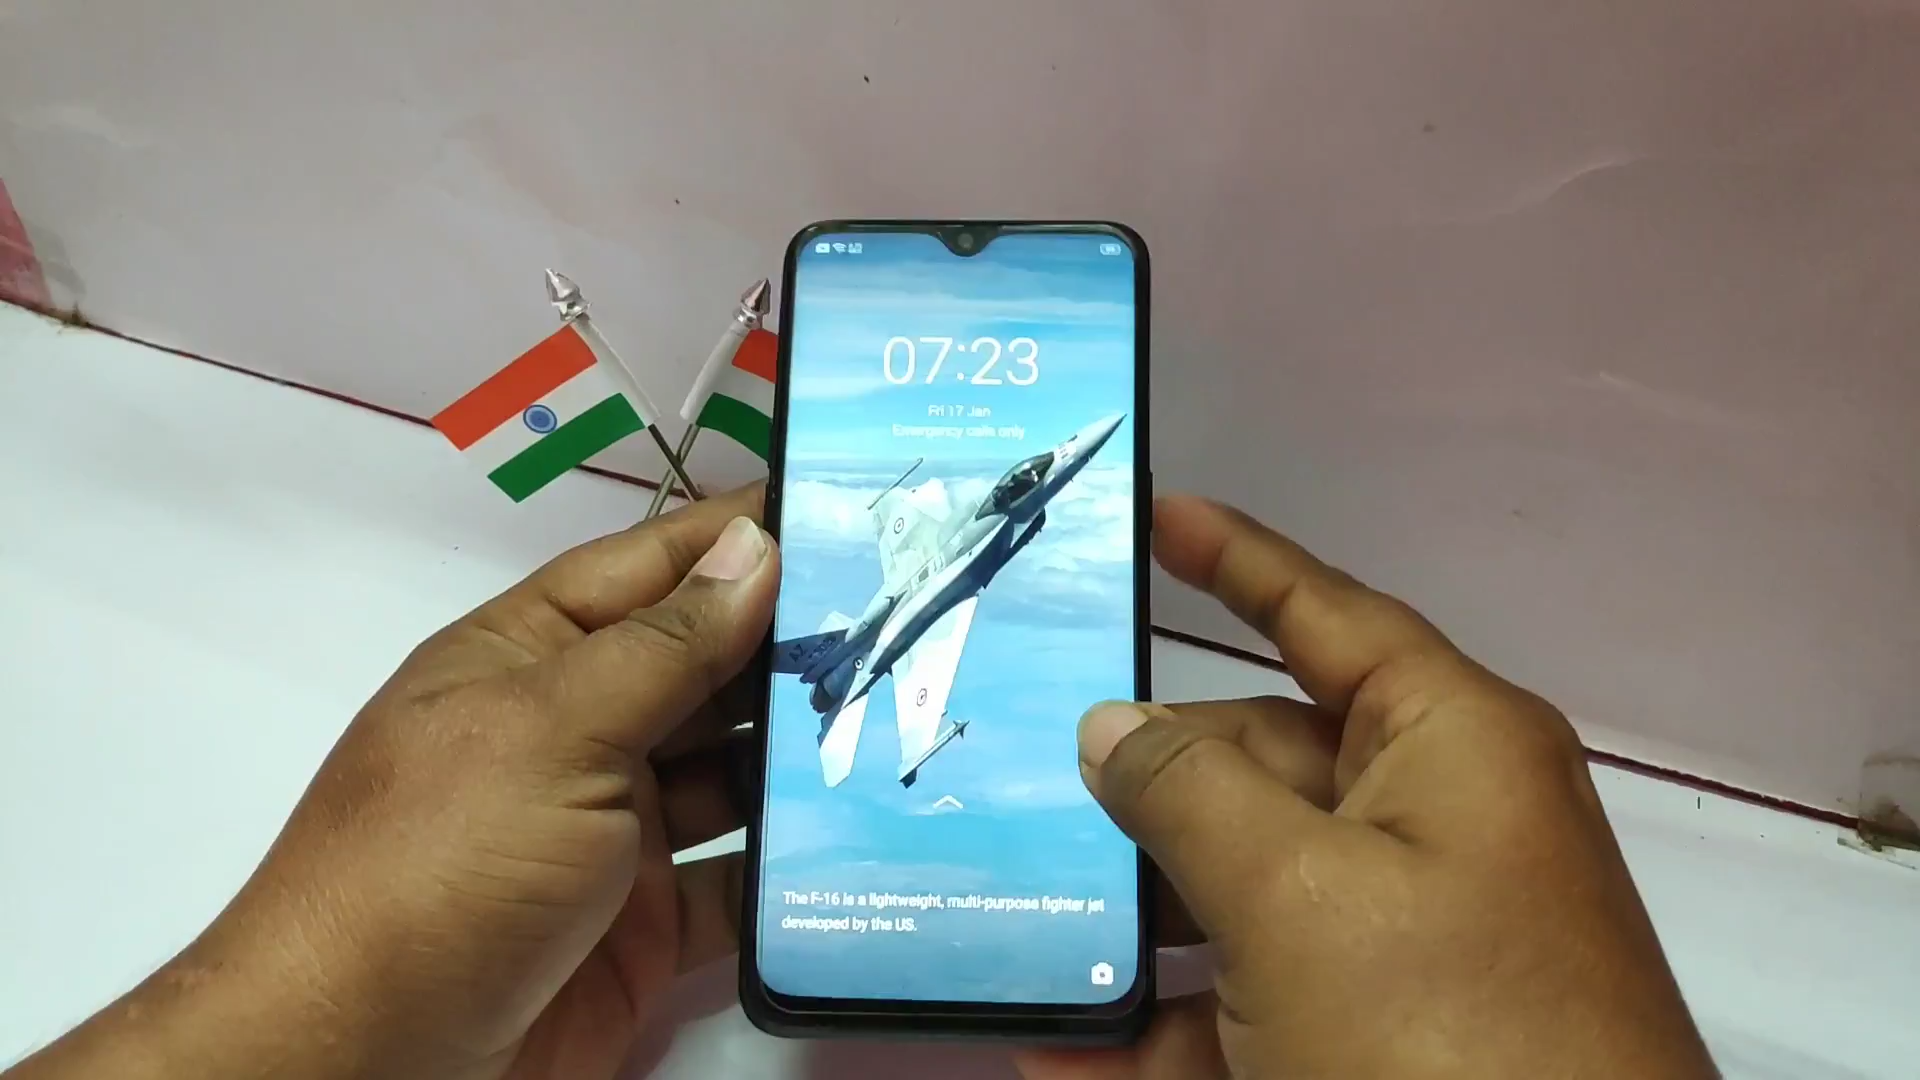 07:23
Fri 17 Jan
Emergency calls only
The F-16 is a lightweight, multi-purpose fighter jet
developed by the US.